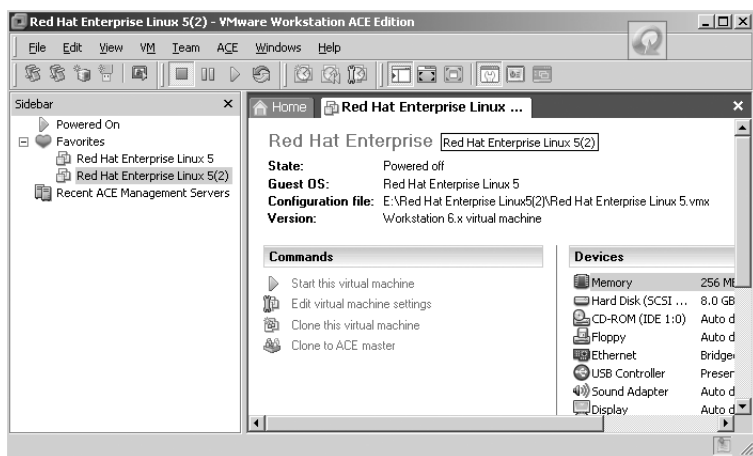 Red Hat Enterprise Linux 5(2) - VMware Workstation ACE Edition
File Edit View VM Team ACE Windows Help
Sidebar
Powered On
Favorites
Red Hat Enterprise Linux 5
Red Hat Enterprise Linux 5(2)
Recent ACE Management Servers
Home Red Hat Enterprise Linux ...
Red Hat Enterprise Red Hat Enterprise Linux 5(2)
State: Powered off
Guest OS: Red Hat Enterprise Linux 5
Configuration file: E:\Red Hat Enterprise Linux5(2)\Red Hat Enterprise Linux 5.vmx
Version: Workstation 6.x virtual machine
Commands
Start this virtual machine
Edit virtual machine settings
Clone this virtual machine
Clone to ACE master
Devices
Memory 256 MB
Hard Disk (SCSI ... 8.0 GB
CD-ROM (IDE 1:0) Auto d
Floppy Auto d
Ethernet Bridge
USB Controller Preser
Sound Adapter Auto d
Display Auto d